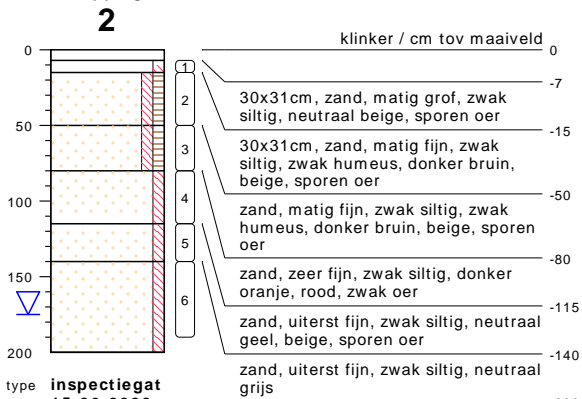 2
klinker / cm tov maaiveld
0
0
-7
30x31cm, zand, matig grof, zwak
siltig, neutraal beige, sporen oer
-15
30x31cm, zand, matig fijn, zwak
siltig, zwak humeus, donker bruin,
beige, sporen oer
-50
zand, matig fijn, zwak siltig, zwak
humeus, donker bruin, beige, sporen
oer
-80
zand, zeer fijn, zwak siltig, donker
oranje, rood, zwak oer
-115
zand, uiterst fijn, zwak siltig, neutraal
geel, beige, sporen oer
-140
zand, uiterst fijn, zwak siltig, neutraal
grijs
50
100
150
200
1
2
3
4
5
6
type inspectiegat